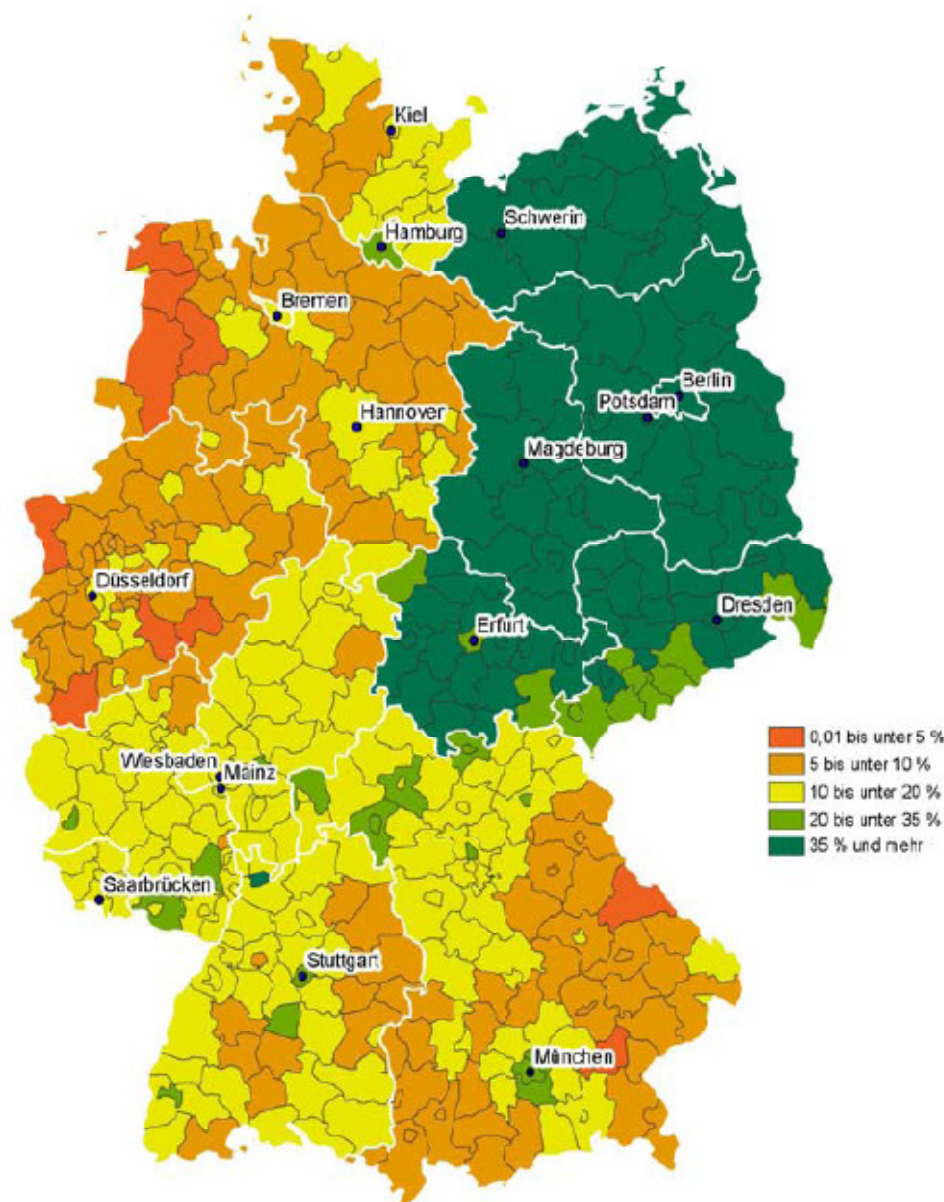 Kiel
Schwerin
Hamburg
Bremen
Berlin
Potsdam
Hannover
Magdeburg
Düsseldorf
Dresden
Erfurt
Wiesbaden
Mainz
0,01 bis unter 5 %
5 bis unter 10 %
10 bis unter 20 %
20 bis unter 35 %
35 % und mehr
Saarbrücken
Stuttgart
München